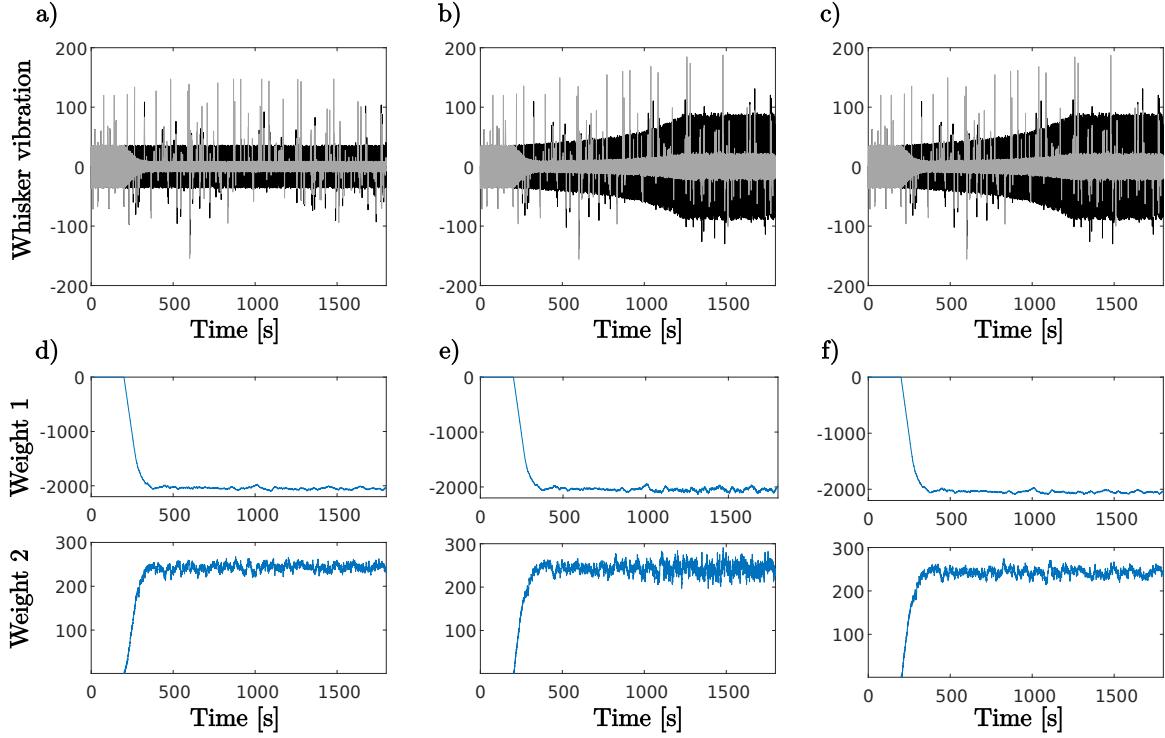 a) b) c)
Whisker vibration
200 200 200
100 100 100
0 0 0
-100 -100 -100
-200 -200 -200
0 500 1000 1500 0 500 1000 1500 0 500 1000 1500
Time [s] Time [s] Time [s]
d) e) f)
Weight 1
0 0 0
-1000 -1000 -1000
-2000 -2000 -2000
0 500 1000 1500 0 500 1000 1500 0 500 1000 1500
Weight 2
300 300 300
200 200 200
100 100 100
0 500 1000 1500 0 500 1000 1500 0 500 1000 1500
Time [s] Time [s] Time [s]